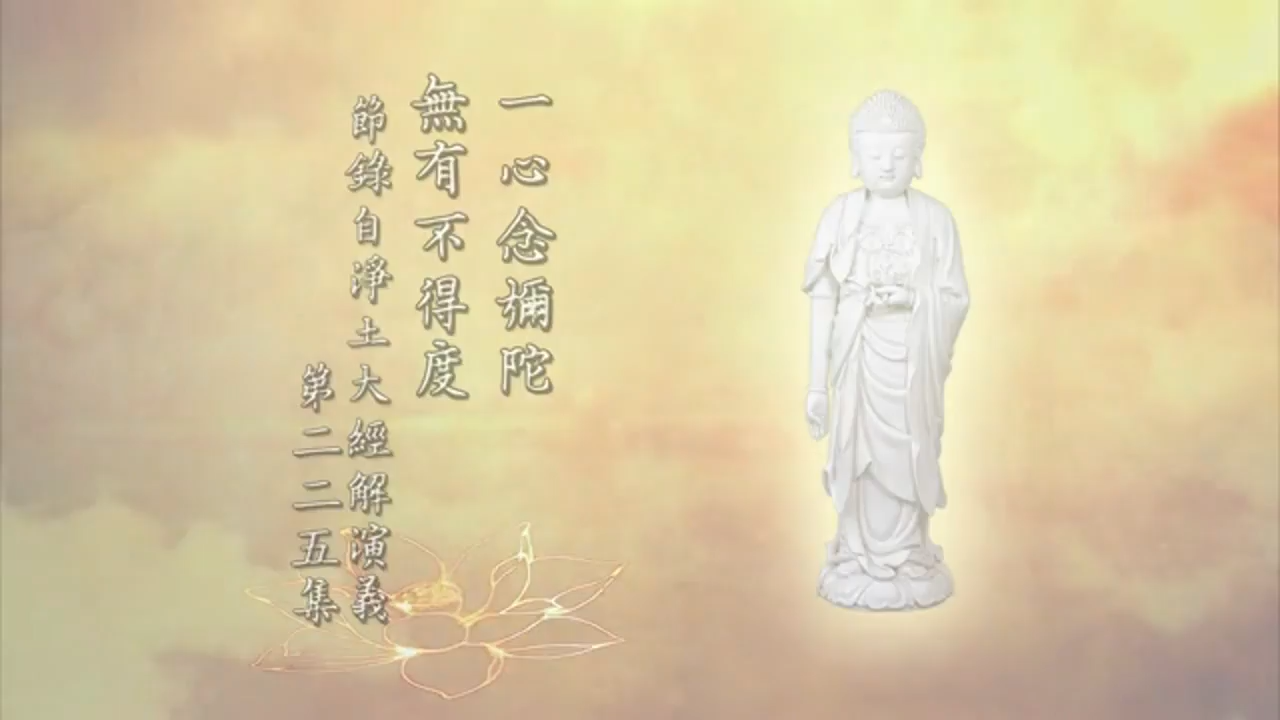 一心念彌陀
無有不得度
節錄自淨土大經解演義
第二二五集